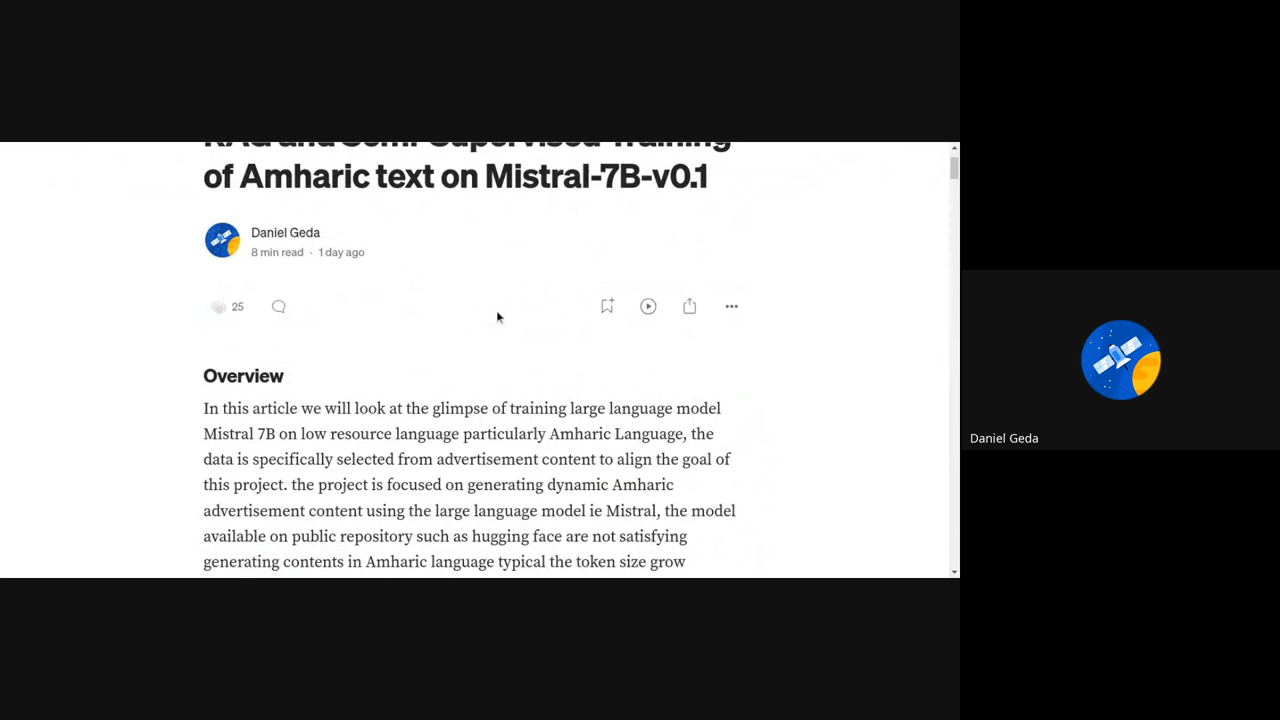 RAG and Semi-Supervised Training
of Amharic text on Mistral-7B-v0.1
Daniel Geda
8 min read · 1 day ago
25
Overview
In this article we will look at the glimpse of training large language model
Mistral 7B on low resource language particularly Amharic Language, the
data is specifically selected from advertisement content to align the goal of
this project. the project is focused on generating dynamic Amharic
advertisement content using the large language model ie Mistral, the model
available on public repository such as hugging face are not satisfying
generating contents in Amharic language typical the token size grow
Daniel Geda